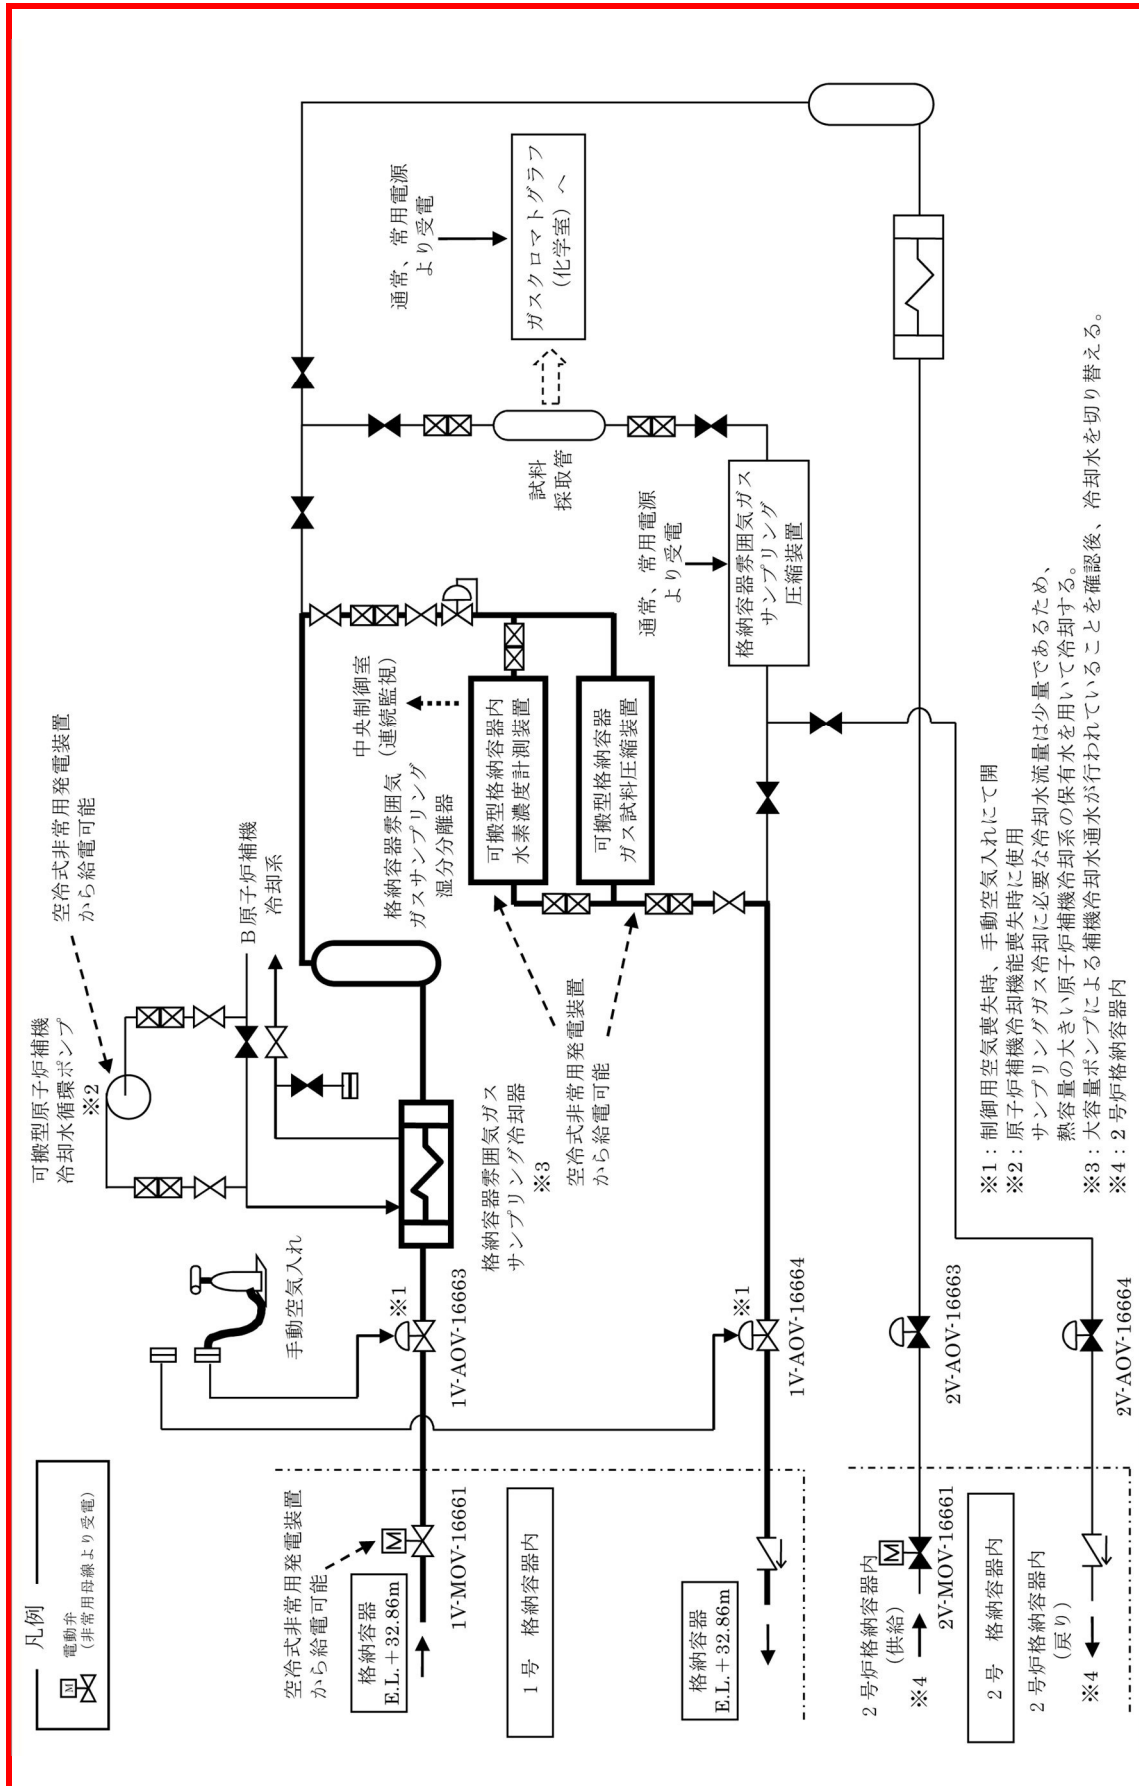 凡例
M
電動弁
（非常用母線より受電）
空冷式非常用発電装置
から給電可能
格納容器
E.L.＋32.86m
M
1V-MOV-16661
1号　格納容器内
格納容器
E.L.＋32.86m
手動空気入れ
※1
1V-AOV-16663
※1
1V-AOV-16664
可搬型原子炉補機
冷却水循環ポンプ
※2
空冷式非常用発電装置
から給電可能
B原子炉補機
冷却系
格納容器雰囲気ガス
サンプリング冷却器
※3
格納容器雰囲気
ガスサンプリング
湿分分離器
空冷式非常用発電装置
から給電可能
中央制御室
(連続監視)
可搬型格納容器内
水素濃度計測装置
可搬型格納容器
ガス試料圧縮装置
試料
採取管
通常、常用電源
より受電
ガスクロマトグラフ
(化学室) へ
通常、常用電源
より受電
格納容器雰囲気ガス
サンプリング
圧縮装置
2号炉格納容器内
(供給)
※4
M
2V-MOV-16661
2V-AOV-16663
2号　格納容器内
2号炉格納容器内
(戻り)
※4
2V-AOV-16664
※1：制御用空気喪失時、手動空気入れにて開
※2：原子炉補機冷却機能喪失時に使用
サンプリングガス冷却に必要な冷却水流量は少量であるため、
熱容量の大きい原子炉補機冷却系の保有水を用いて冷却する。
※3：大容量ポンプによる補機冷却水通水が行われていることを確認後、冷却水を切り替える。
※4：2号炉格納容器内